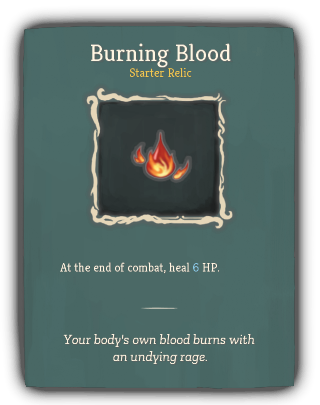 Burning Blood
Starter Relic
At the end of combat, heal 6 HP.
Your body's own blood burns with
an undying rage.